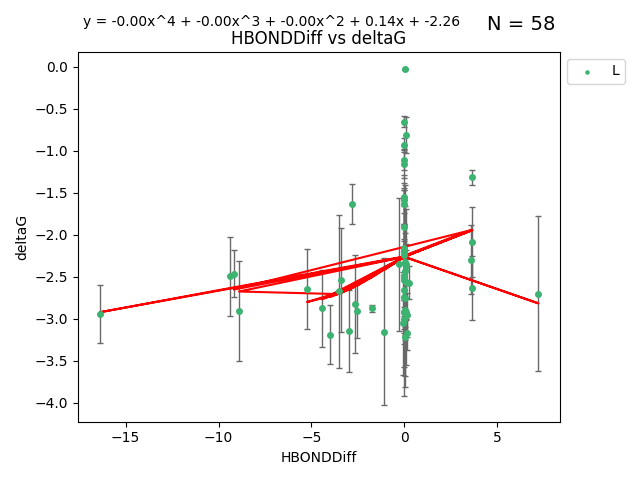 y = -0.00x^4 + -0.00x^3 + -0.00x^2 + 0.14x + -2.26
N = 58
HBONDDiff vs deltaG
L
0.0
−0.5
−1.0
−1.5
−2.0
−2.5
−3.0
−3.5
−4.0
deltaG
−15
−10
−5
0
5
HBONDDiff